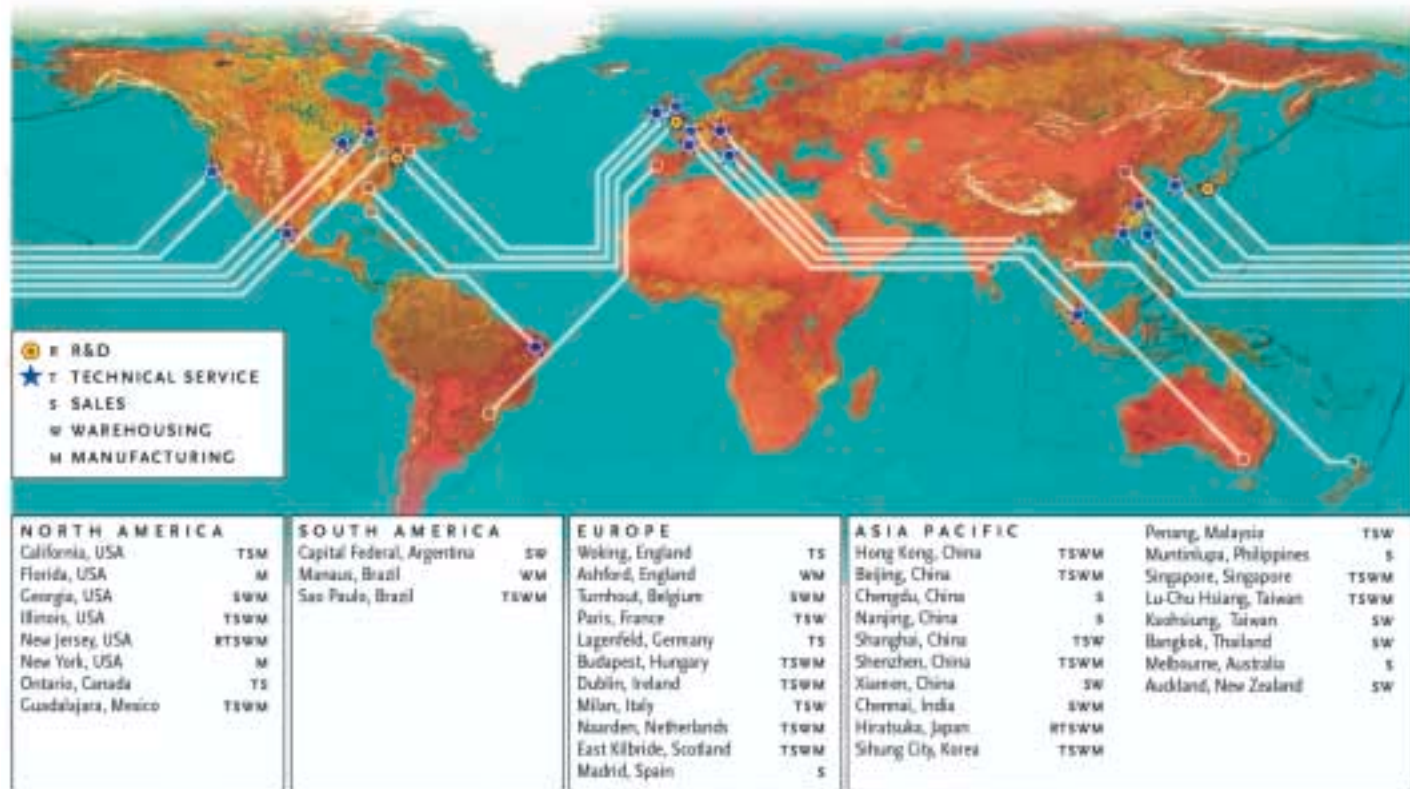 R R&D
T TECHNICAL SERVICE
S SALES
W WAREHOUSING
M MANUFACTURING
NORTH AMERICA
California, USA TSM
Florida, USA M
Georgia, USA SWM
Illinois, USA TSWM
New Jersey, USA RTSWM
New York, USA M
Ontario, Canada TS
Guadalajara, Mexico TSWM
SOUTH AMERICA
Capital Federal, Argentina SW
Manaus, Brazil WM
Sao Paulo, Brazil TSWM
EUROPE
Woking, England TS
Ashford, England WM
Turnhout, Belgium SWM
Paris, France TSW
Lagenfeld, Germany TS
Budapest, Hungary TSWM
Dublin, Ireland TSWM
Milan, Italy TSW
Naarden, Netherlands TSWM
East Kilbride, Scotland TSWM
Madrid, Spain S
ASIA PACIFIC
Hong Kong, China TSWM
Beijing, China TSWM
Chengdu, China S
Nanjing, China S
Shanghai, China TSW
Shenzhen, China TSWM
Xiamen, China SW
Chennai, India SWM
Hiratsuka, Japan RTSWM
Sihung City, Korea TSWM
Penang, Malaysia TSW
Muntinlupa, Philippines S
Singapore, Singapore TSWM
Lu-Chu Hsiang, Taiwan TSWM
Kaohsiung, Taiwan SW
Bangkok, Thailand SW
Melbourne, Australia S
Auckland, New Zealand SW